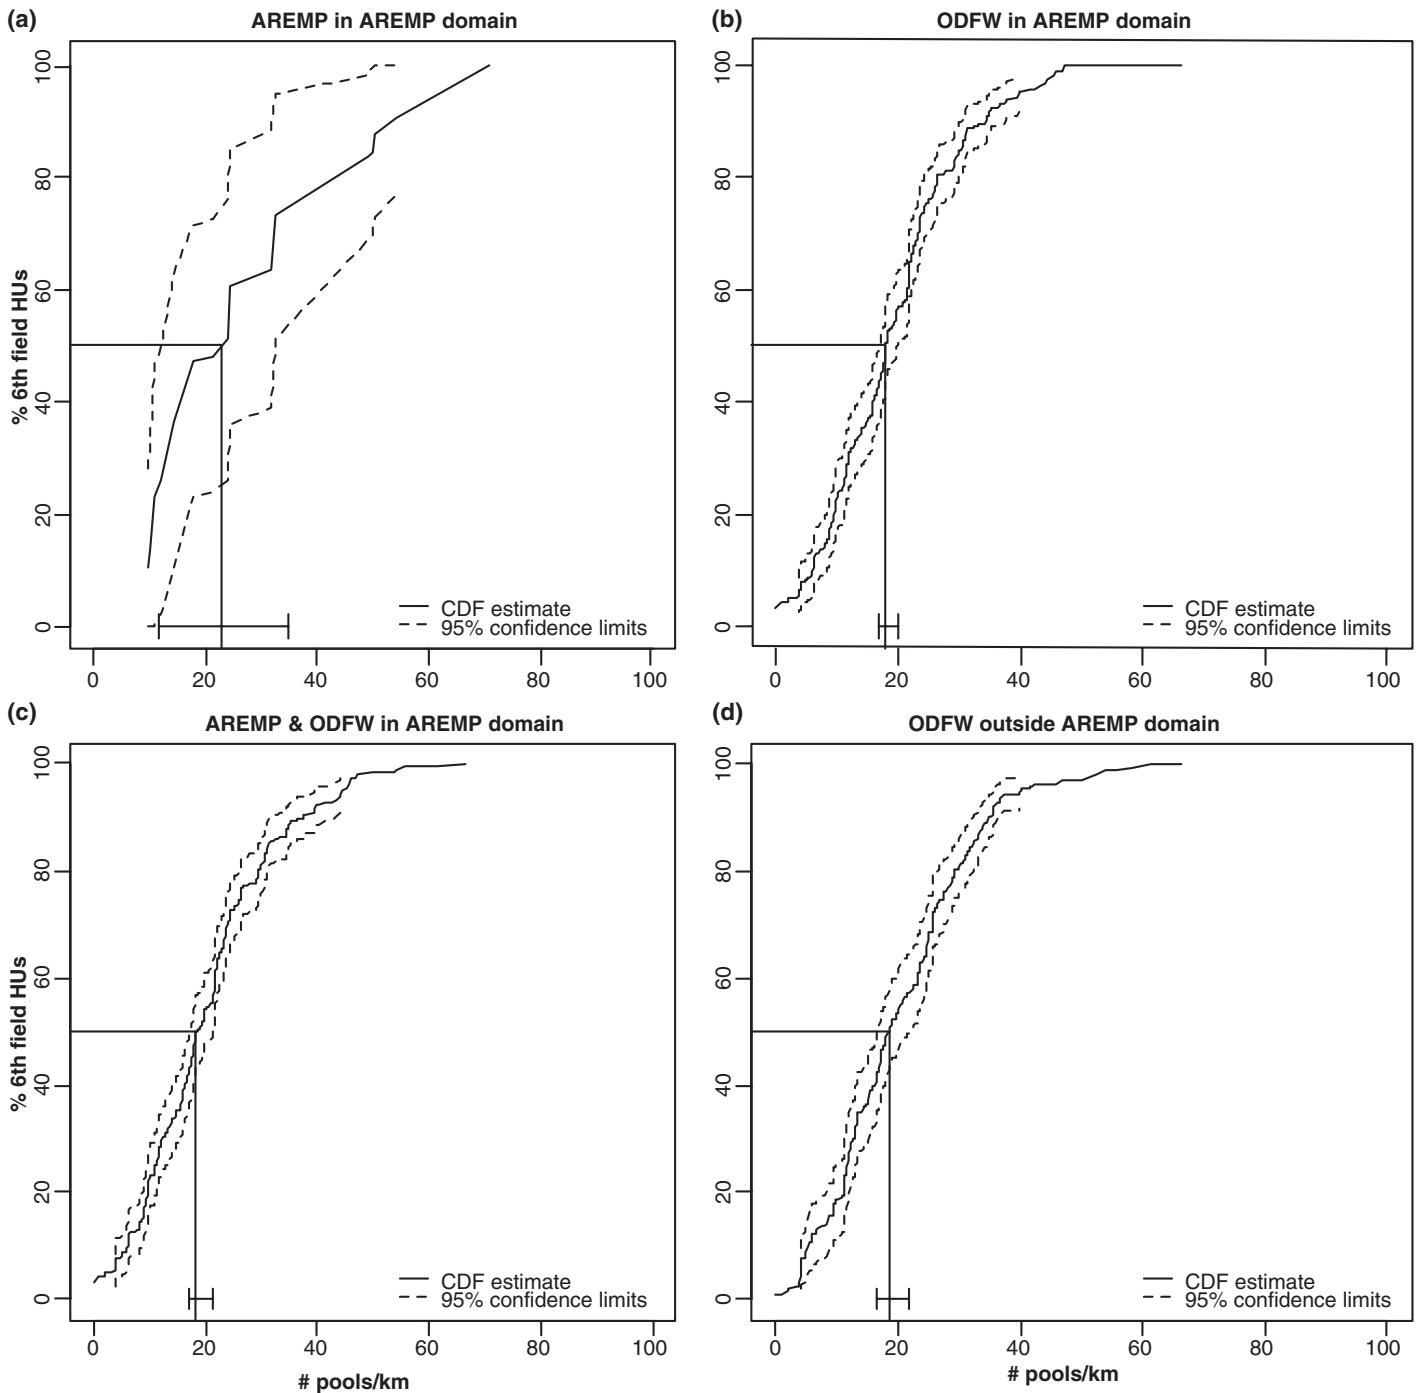 (a)
AREMP in AREMP domain
% 6th field HUs
100
80
60
40
20
0
CDF estimate
95% confidence limits
0 20 40 60 80 100
(b)
ODFW in AREMP domain
100
80
60
40
20
0
CDF estimate
95% confidence limits
0 20 40 60 80 100
(c)
AREMP & ODFW in AREMP domain
% 6th field HUs
100
80
60
40
20
0
CDF estimate
95% confidence limits
0 20 40 60 80 100
# pools/km
(d)
ODFW outside AREMP domain
100
80
60
40
20
0
CDF estimate
95% confidence limits
0 20 40 60 80 100
# pools/km